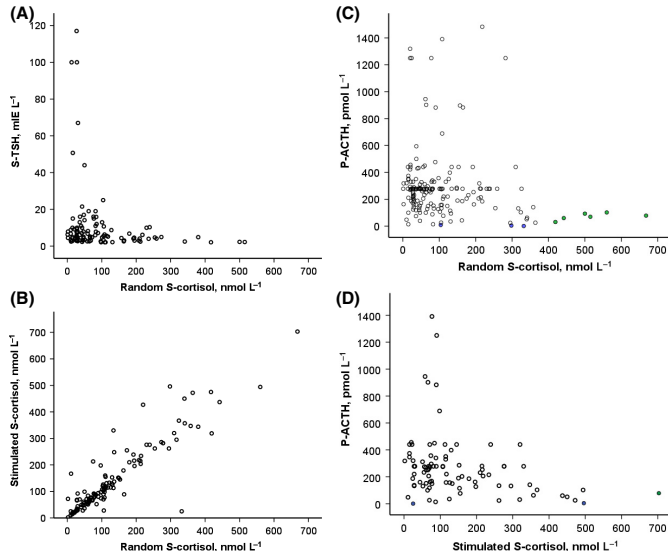 (A)
S-TSH, mIE L⁻¹
120
100
80
60
40
20
0
0 100 200 300 400 500 600 700
Random S-cortisol, nmol L⁻¹
(B)
Stimulated S-cortisol, nmol L⁻¹
700
600
500
400
300
200
100
0
0 100 200 300 400 500 600 700
Random S-cortisol, nmol L⁻¹
(C)
P-ACTH, pmol L⁻¹
1400
1200
1000
800
600
400
200
0
0 100 200 300 400 500 600 700
Random S-cortisol, nmol L⁻¹
(D)
P-ACTH, pmol L⁻¹
1400
1200
1000
800
600
400
200
0
0 100 200 300 400 500 600 700
Stimulated S-cortisol, nmol L⁻¹